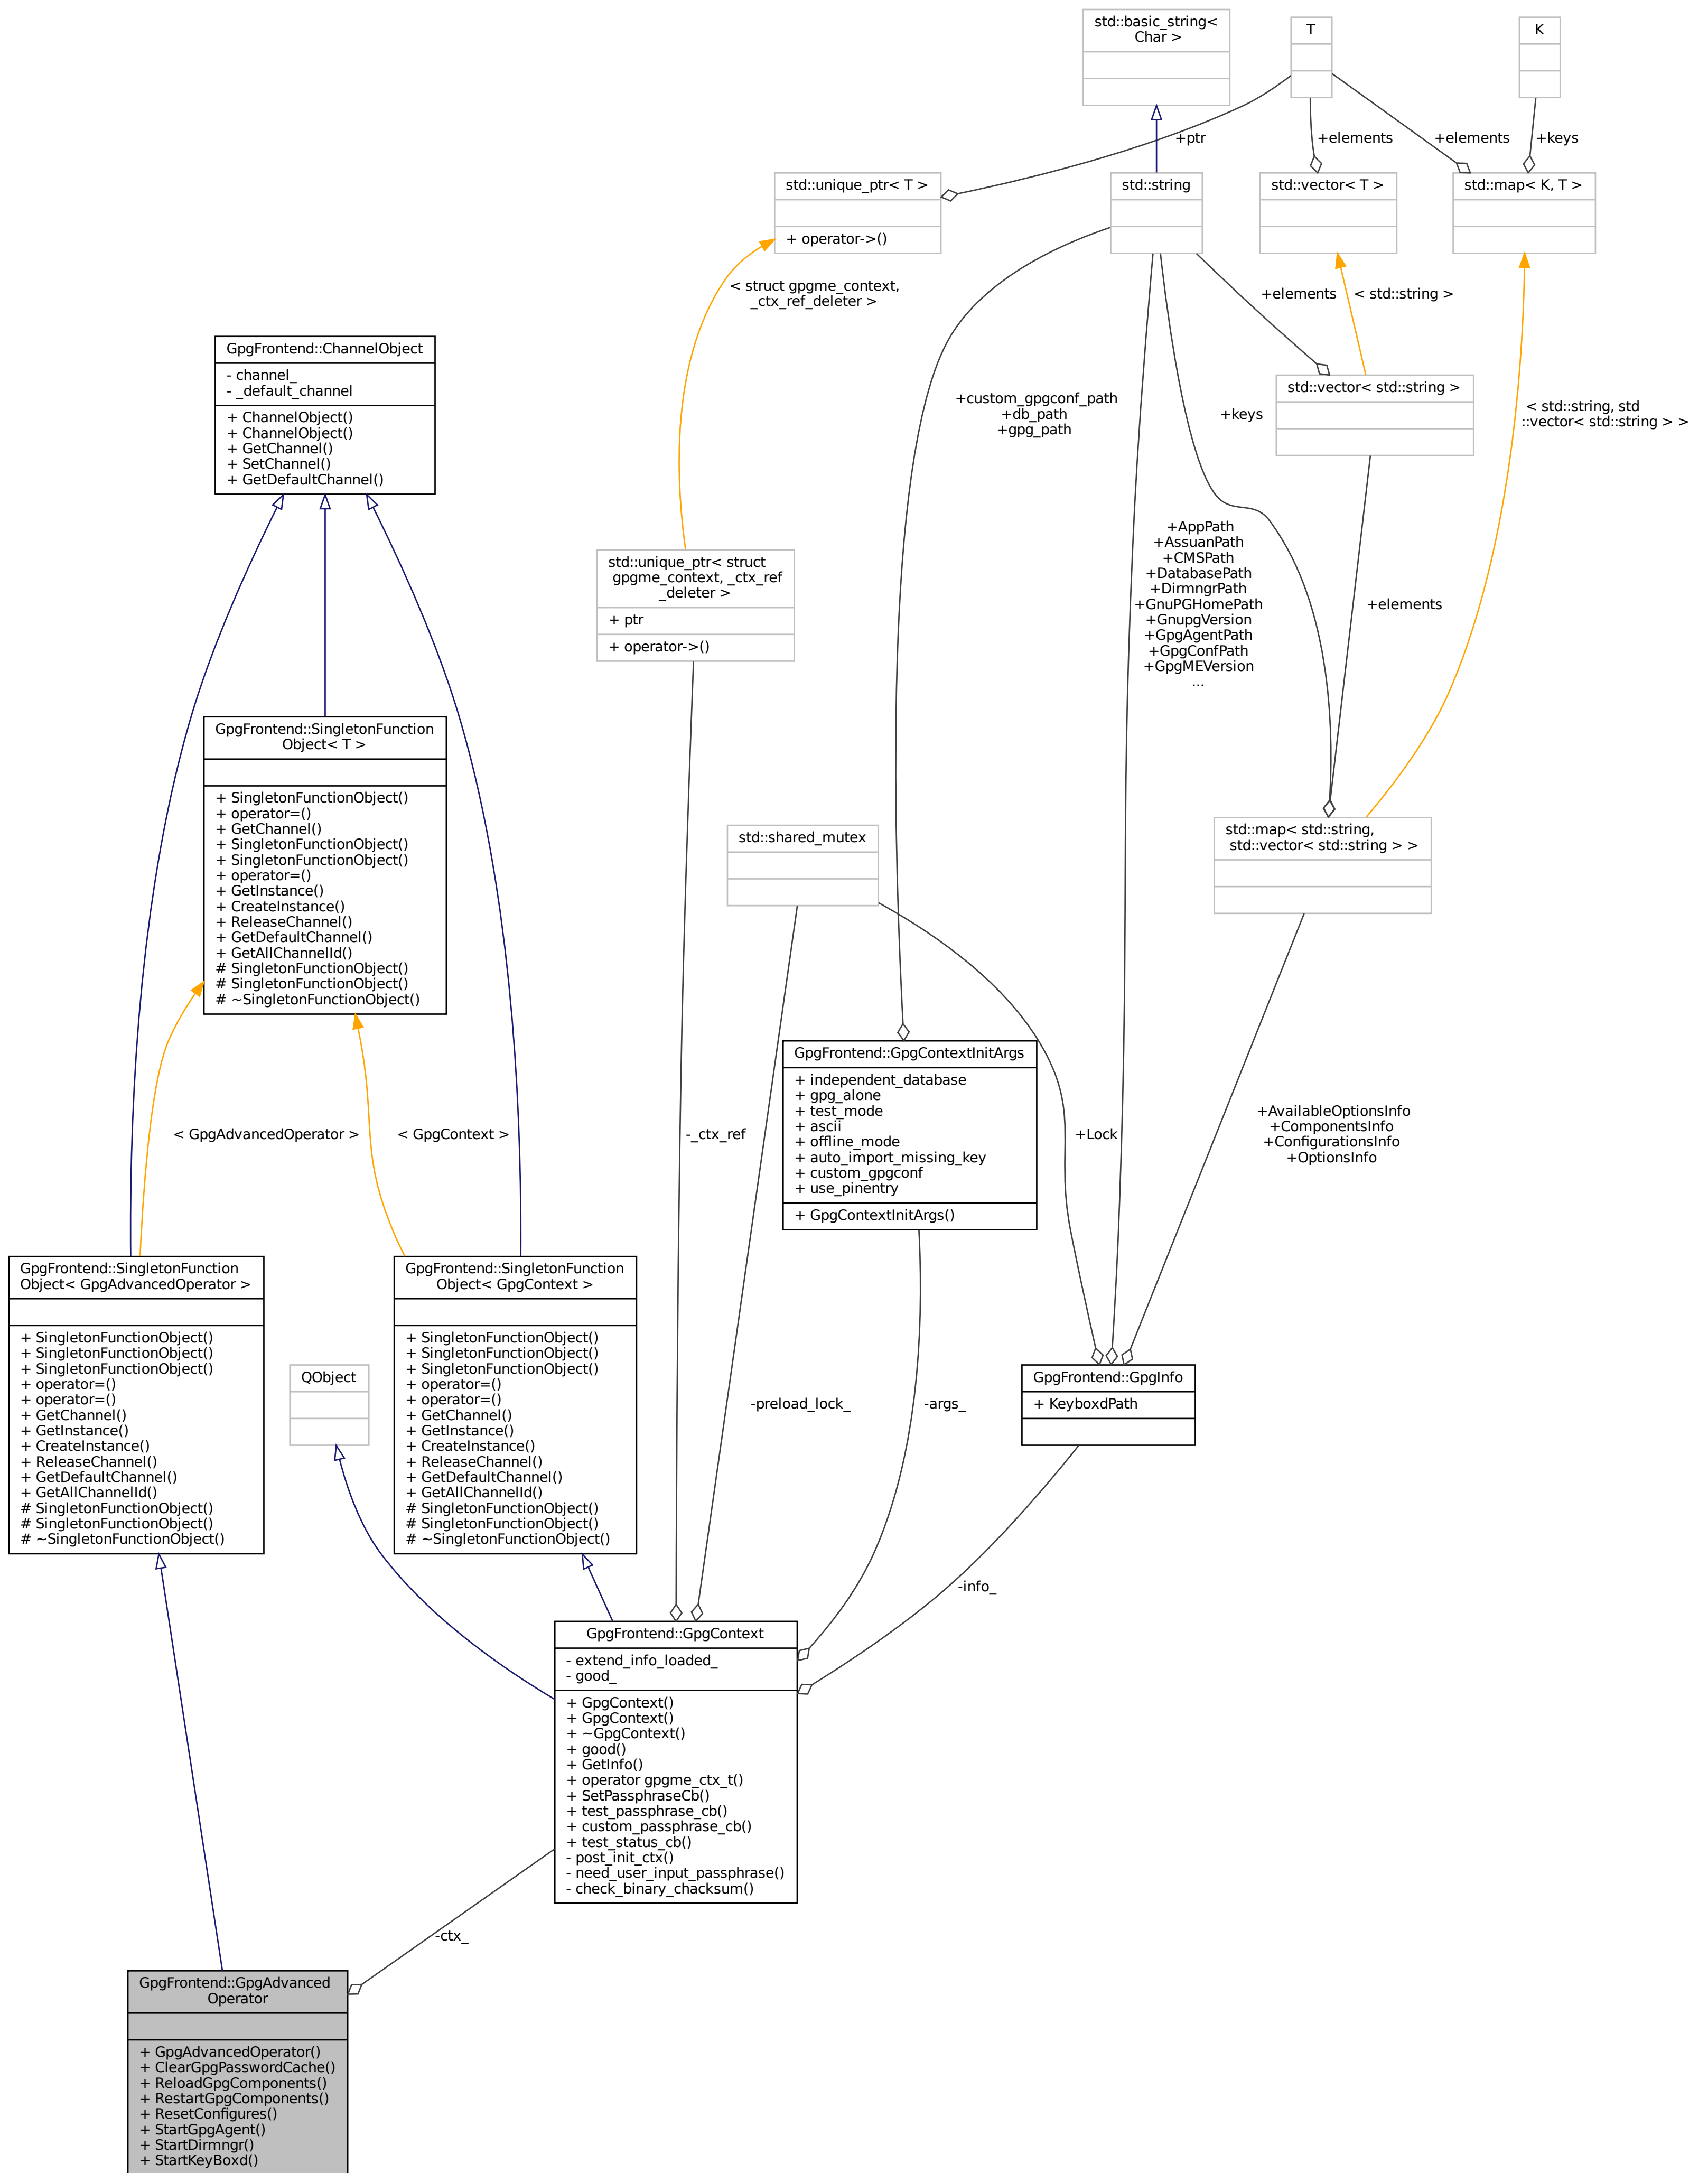 std::basic_string<
Char >
T
K
+ptr
+elements
+elements
+keys
std::unique_ptr< T >
+ operator->()
std::string
std::vector< T >
std::map< K, T >
< struct gpgme_context,
_ctx_ref_deleter >
+elements
< std::string >
GpgFrontend::ChannelObject
- channel_
- _default_channel
+ ChannelObject()
+ ChannelObject()
+ GetChannel()
+ SetChannel()
+ GetDefaultChannel()
+custom_gpgconf_path
+db_path
+gpg_path
+keys
std::vector< std::string >
< std::string, std
::vector< std::string > >
std::unique_ptr< struct
gpgme_context, _ctx_ref
_deleter >
+ ptr
+ operator->()
+AppPath
+AssuanPath
+CMSPath
+DatabasePath
+DirmngrPath
+GnuPGHomePath
+GnupgVersion
+GpgAgentPath
+GpgConfPath
+GpgMEVersion
...
+elements
GpgFrontend::SingletonFunction
Object< T >
+ SingletonFunctionObject()
+ operator=()
+ GetChannel()
+ SingletonFunctionObject()
+ SingletonFunctionObject()
+ operator=()
+ GetInstance()
+ CreateInstance()
+ ReleaseChannel()
+ GetDefaultChannel()
+ GetAllChannelId()
# SingletonFunctionObject()
# SingletonFunctionObject()
# ~SingletonFunctionObject()
std::shared_mutex
std::map< std::string,
std::vector< std::string > >
< GpgAdvancedOperator >
< GpgContext >
-_ctx_ref
GpgFrontend::GpgContextInitArgs
+ independent_database
+ gpg_alone
+ test_mode
+ ascii
+ offline_mode
+ auto_import_missing_key
+ custom_gpgconf
+ use_pinentry
+ GpgContextInitArgs()
+Lock
+AvailableOptionsInfo
+ComponentsInfo
+ConfigurationsInfo
+OptionsInfo
GpgFrontend::SingletonFunction
Object< GpgAdvancedOperator >
+ SingletonFunctionObject()
+ SingletonFunctionObject()
+ SingletonFunctionObject()
+ operator=()
+ operator=()
+ GetChannel()
+ GetInstance()
+ CreateInstance()
+ ReleaseChannel()
+ GetDefaultChannel()
+ GetAllChannelId()
# SingletonFunctionObject()
# SingletonFunctionObject()
# ~SingletonFunctionObject()
QObject
GpgFrontend::SingletonFunction
Object< GpgContext >
+ SingletonFunctionObject()
+ SingletonFunctionObject()
+ SingletonFunctionObject()
+ operator=()
+ operator=()
+ GetChannel()
+ GetInstance()
+ CreateInstance()
+ ReleaseChannel()
+ GetDefaultChannel()
+ GetAllChannelId()
# SingletonFunctionObject()
# SingletonFunctionObject()
# ~SingletonFunctionObject()
-preload_lock_
-args_
GpgFrontend::GpgInfo
+ KeyboxdPath
-info_
GpgFrontend::GpgContext
- extend_info_loaded_
- good_
+ GpgContext()
+ GpgContext()
+ ~GpgContext()
+ good()
+ GetInfo()
+ operator gpgme_ctx_t()
+ SetPassphraseCb()
+ test_passphrase_cb()
+ custom_passphrase_cb()
+ test_status_cb()
- post_init_ctx()
- need_user_input_passphrase()
- check_binary_chacksum()
-ctx_
GpgFrontend::GpgAdvanced
Operator
+ GpgAdvancedOperator()
+ ClearGpgPasswordCache()
+ ReloadGpgComponents()
+ RestartGpgComponents()
+ ResetConfigures()
+ StartGpgAgent()
+ StartDirmngr()
+ StartKeyBoxd()